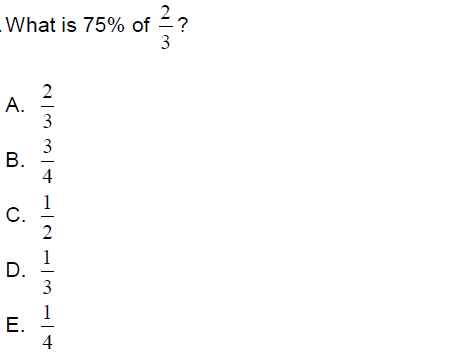 What is 75% of 2/3 ?
A. 2/3
B. 3/4
C. 1/2
D. 1/3
E. 1/4